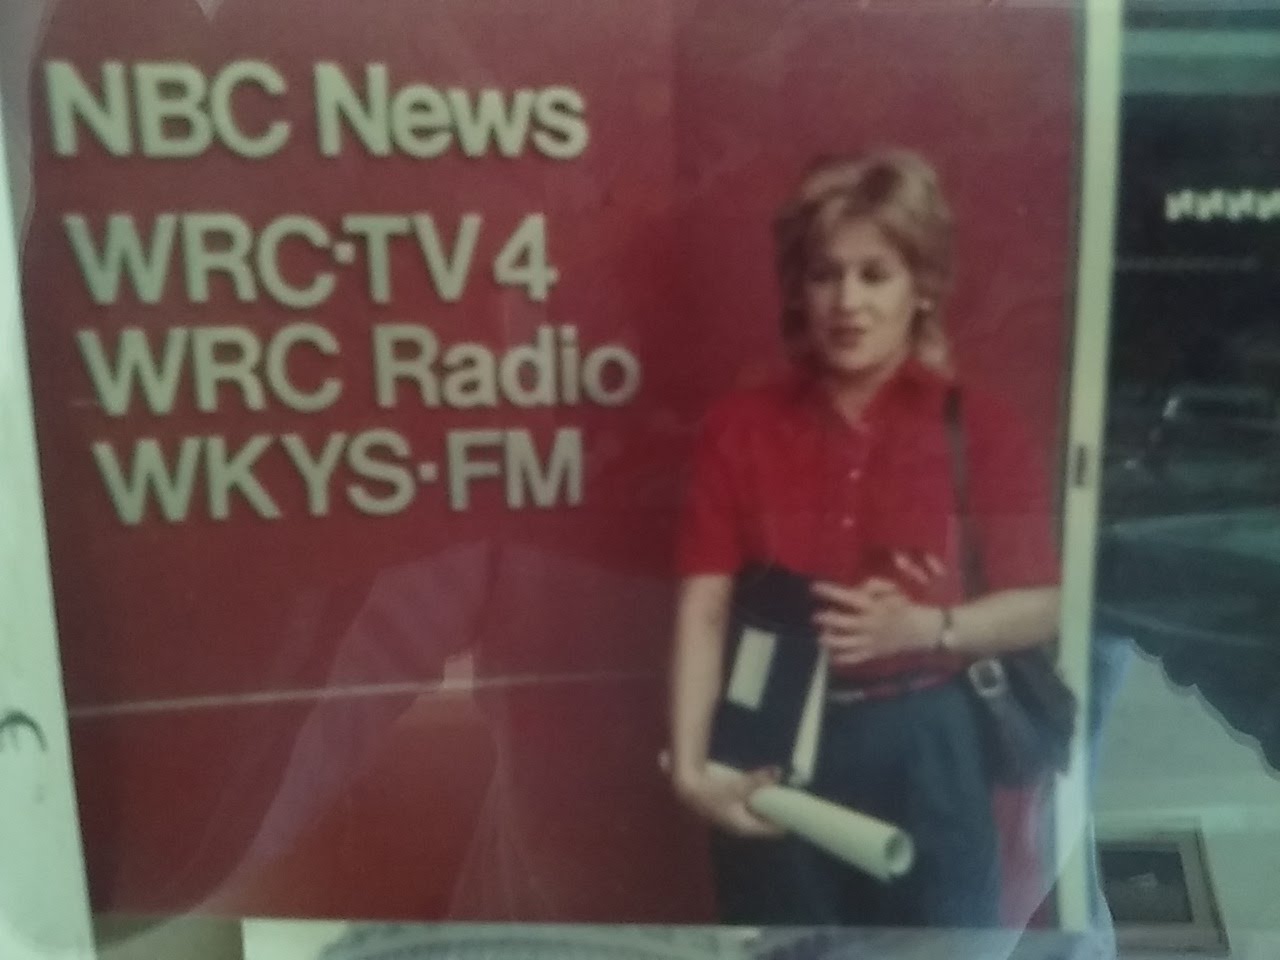 NBC News
WRC·TV 4
WRC Radio
WKYS·FM